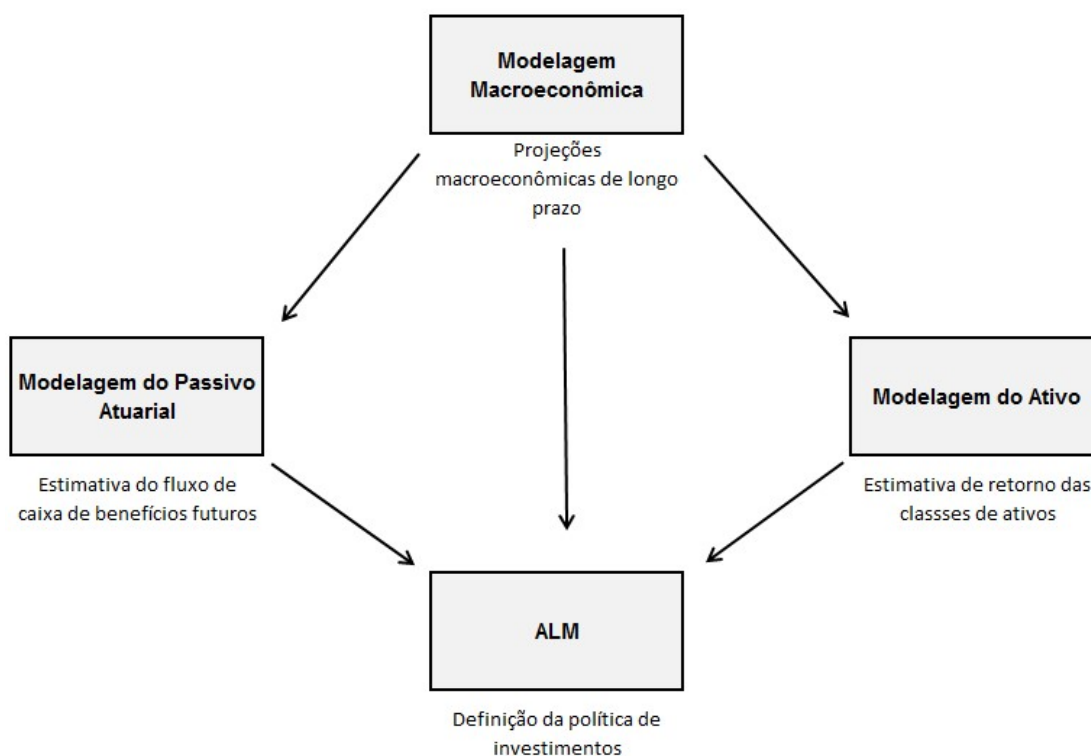 Modelagem
Macroeconômica
Projeções
macroeconômicas de longo
prazo
Modelagem do Passivo
Atuarial
Estimativa do fluxo de
caixa de benefícios futuros
Modelagem do Ativo
Estimativa de retorno das
classses de ativos
ALM
Definição da política de
investimentos